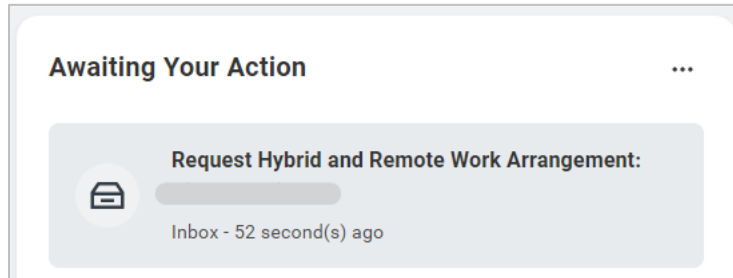 Awaiting Your Action
Request Hybrid and Remote Work Arrangement:
Inbox - 52 second(s) ago